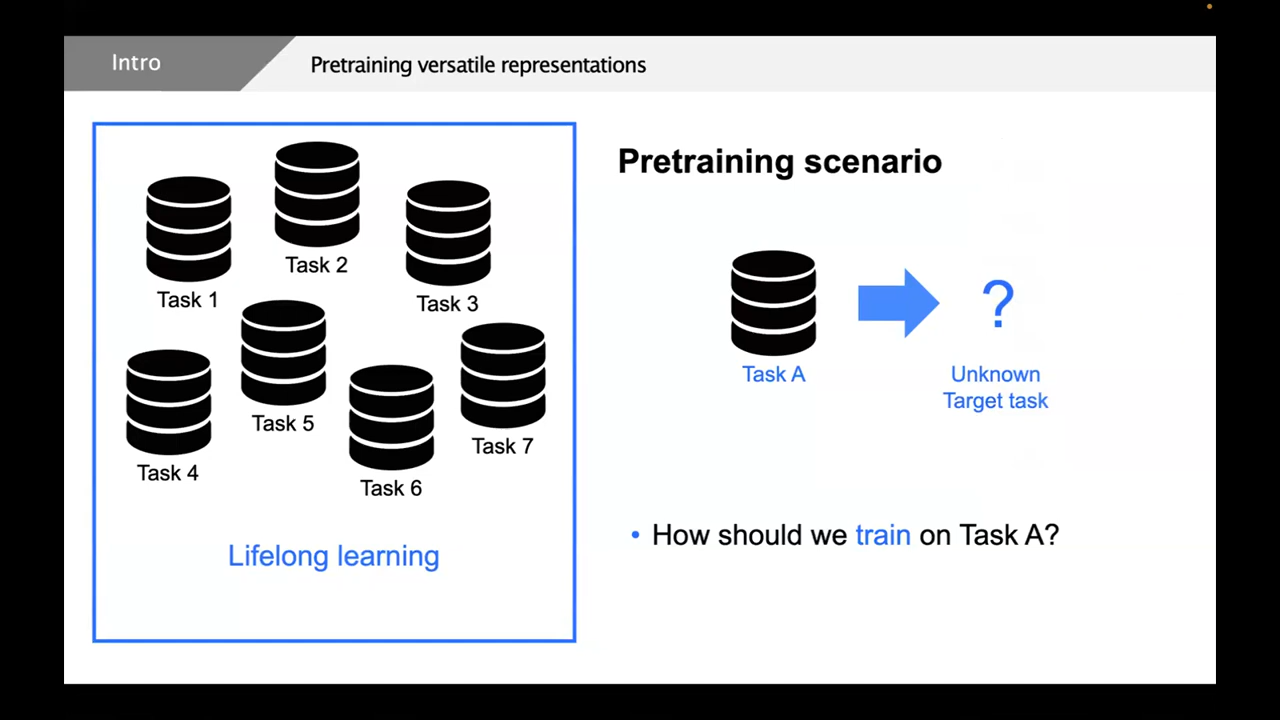 Intro
Pretraining versatile representations
Task 1
Task 2
Task 3
Task 4
Task 5
Task 6
Task 7
Lifelong learning
Pretraining scenario
Task A
?
Unknown
Target task
• How should we train on Task A?